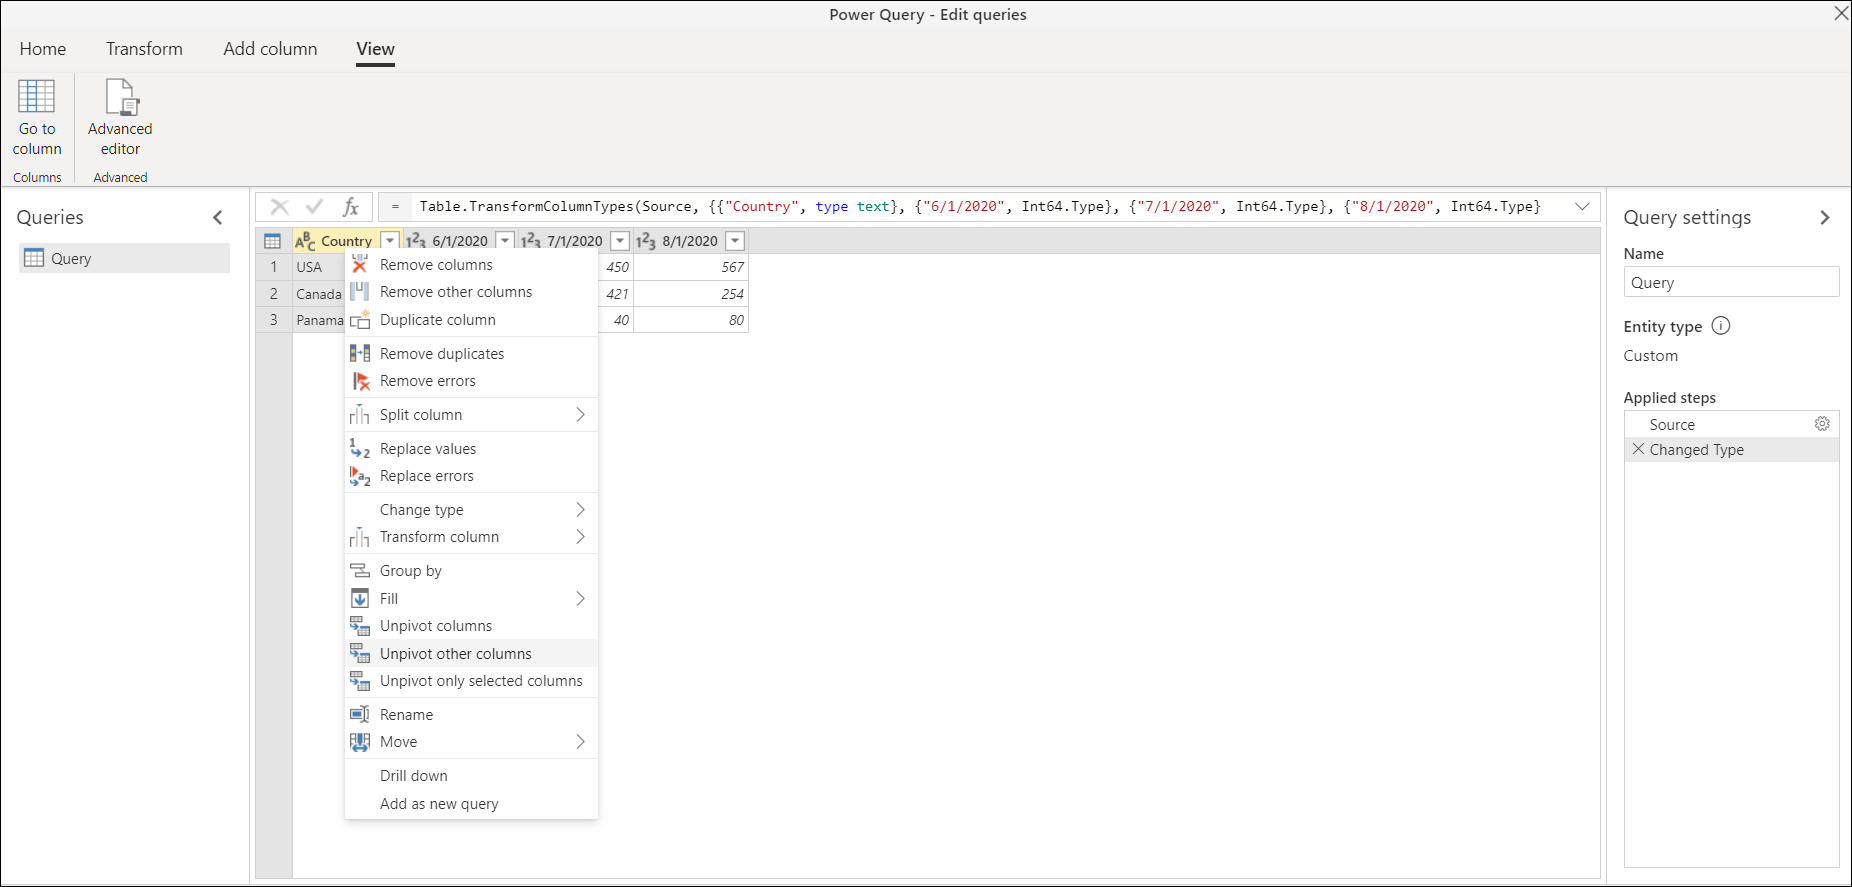 Power Query - Edit queries
Home Transform Add column View
Go to column
Advanced editor
Columns
Advanced
Queries
Query
fx
= Table.TransformColumnTypes(Source, {{"Country", type text}, {"6/1/2020", Int64.Type}, {"7/1/2020", Int64.Type}, {"8/1/2020", Int64.Type}
ABC Country 123 6/1/2020 123 7/1/2020 123 8/1/2020
1 USA 450 567
2 Canada 421 254
3 Panama 40 80
Remove columns
Remove other columns
Duplicate column
Remove duplicates
Remove errors
Split column
Replace values
Replace errors
Change type
Transform column
Group by
Fill
Unpivot columns
Unpivot other columns
Unpivot only selected columns
Rename
Move
Drill down
Add as new query
Query settings
Name
Query
Entity type
Custom
Applied steps
Source
Changed Type